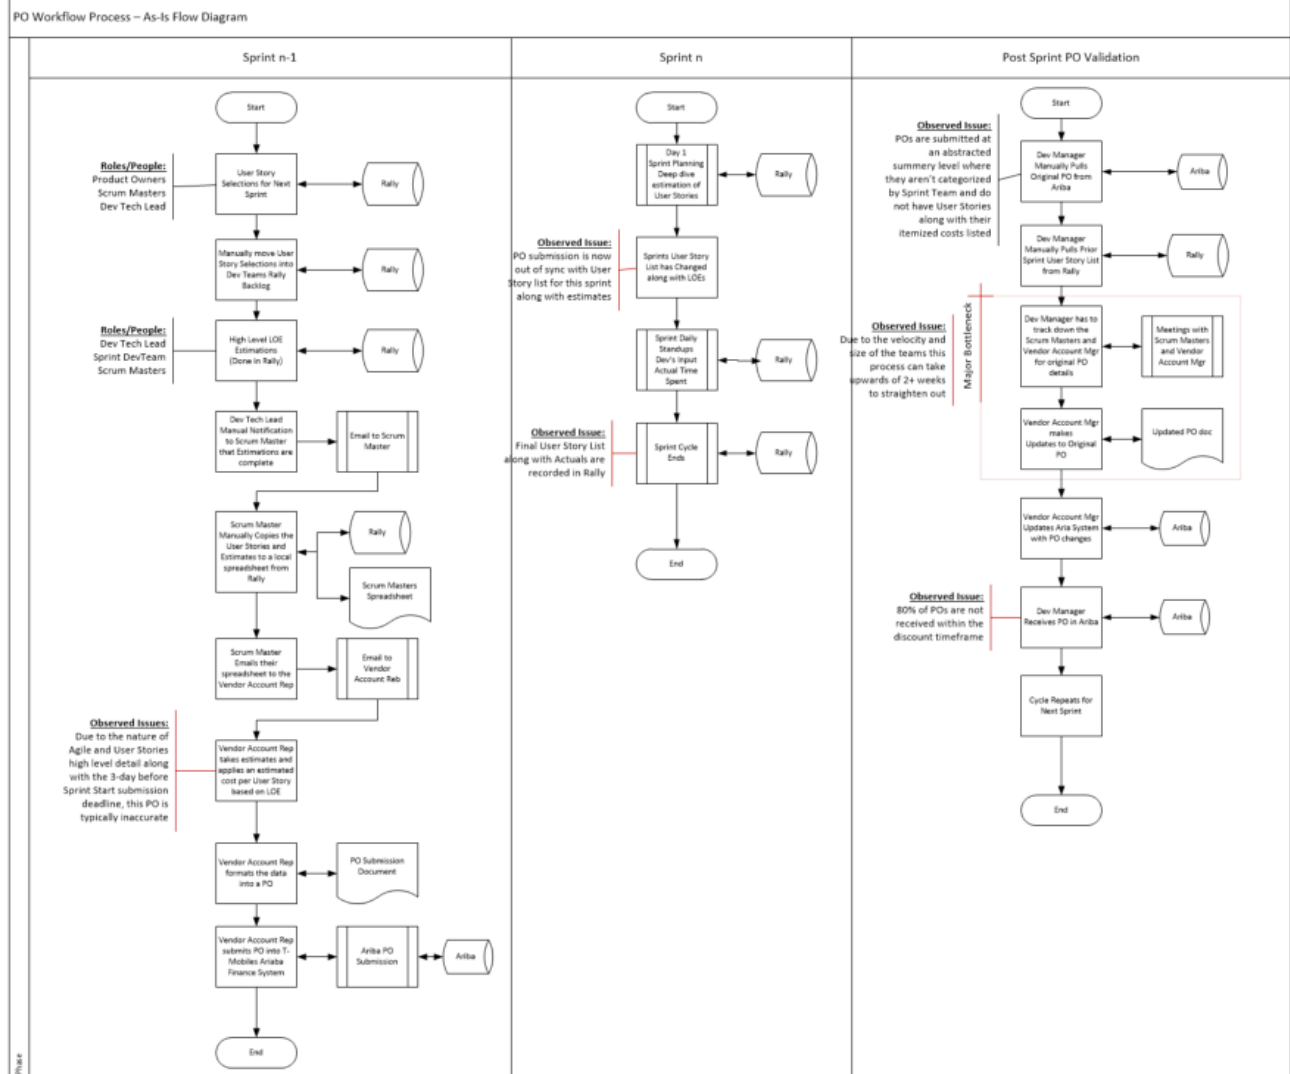 PO Workflow Process – As-Is Flow Diagram
Sprint n-1
Start
Roles/People:
Product Owners
Scrum Masters
Dev Tech Lead
User Story
Selections for Next
Sprint
Rally
Manually move User
Story Selections into
Dev Teams Rally
Backlog
Rally
Roles/People:
Dev Tech Lead
Sprint DevTeam
Scrum Masters
High Level LOE
Estimations
(Done in Rally)
Rally
Dev Tech Lead
Manual Notification
to Scrum Master
that Estimations are
complete
Email to Scrum
Master
Scrum Master
Manually Copies the
User Stories and
Estimates to a local
spreadsheet from
Rally
Rally
Scrum Masters
Spreadsheet
Scrum Master
Emails their
spreadsheet to the
Vendor Account Rep
Email to
Vendor
Account Reb
Observed Issues:
Due to the nature of
Agile and User Stories
high level detail along
with the 3-day before
Sprint Start submission
deadline, this PO is
typically inaccurate
Vendor Account Rep
takes estimates and
applies an estimated
cost per User Story
based on LOE
Vendor Account Rep
formats the data
into a PO
PO Submission
Document
Vendor Account Rep
submits PO into T-
Mobiles Ariaba
Finance System
Ariba PO
Submission
Ariba
End
Phase
Sprint n
Start
Day 1
Sprint Planning
Deep dive
estimation of
User Stories
Rally
Observed Issue:
PO submission is now
out of sync with User
Story list for this sprint
along with estimates
Sprints User Story
List has Changed
along with LOEs
Sprint Daily
Standups
Dev's Input
Actual Time
Spent
Rally
Observed Issue:
Final User Story List
along with Actuals are
recorded in Rally
Sprint Cycle
Ends
Rally
End
Post Sprint PO Validation
Start
Observed Issue:
POs are submitted at
an abstracted
summery level where
they aren't categorized
by Sprint Team and do
not have User Stories
along with their
itemized costs listed
Dev Manager
Manually Pulls
Original PO from
Ariba
Ariba
Dev Manager
Manually Pulls Prior
Sprint User Story List
from Rally
Rally
Observed Issue:
Due to the velocity and
size of the teams this
process can take
upwards of 2+ weeks
to straighten out
Major Bottleneck
Dev Manager has to
track down the
Scrum Masters and
Vendor Account Mgr
for original PO
details
Meetings with
Scrum Masters
and Vendor
Account Mgr
Vendor Account Mgr
makes
Updates to Original
PO
Updated PO doc
Vendor Account Mgr
Updates Aria System
with PO changes
Ariba
Observed Issue:
80% of POs are not
received within the
discount timeframe
Dev Manager
Receives PO in Ariba
Ariba
Cycle Repeats for
Next Sprint
End